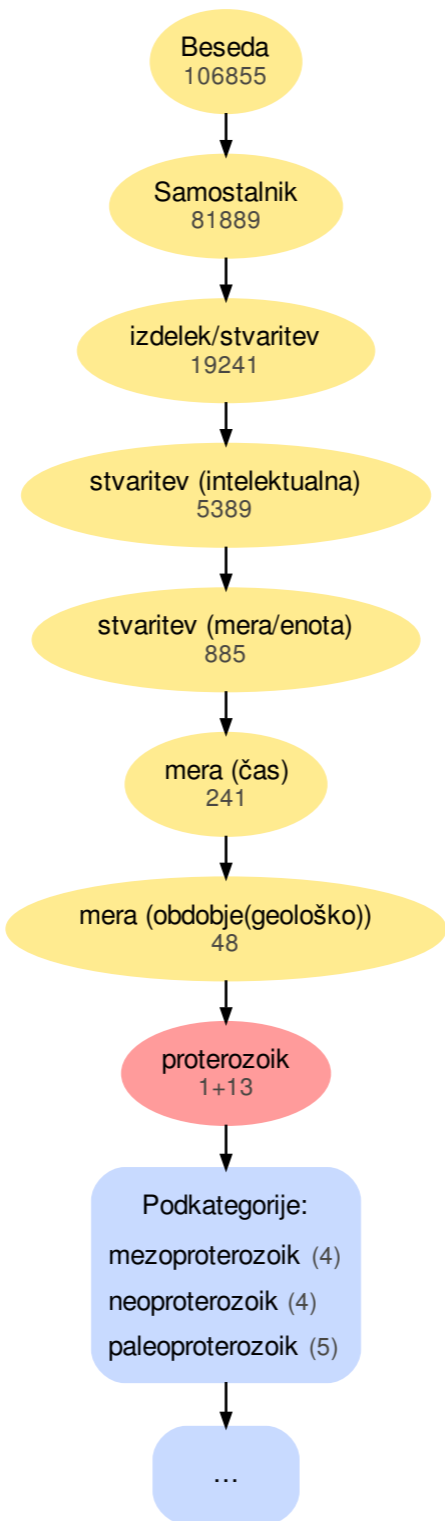 Beseda
106855
Samostalnik
81889
izdelek/stvaritev
19241
stvaritev (intelektualna)
5389
stvaritev (mera/enota)
885
mera (čas)
241
mera (obdobje(geološko))
48
proterozoik
1+13
Podkategorije:
mezoproterozoik (4)
neoproterozoik (4)
paleoproterozoik (5)
...